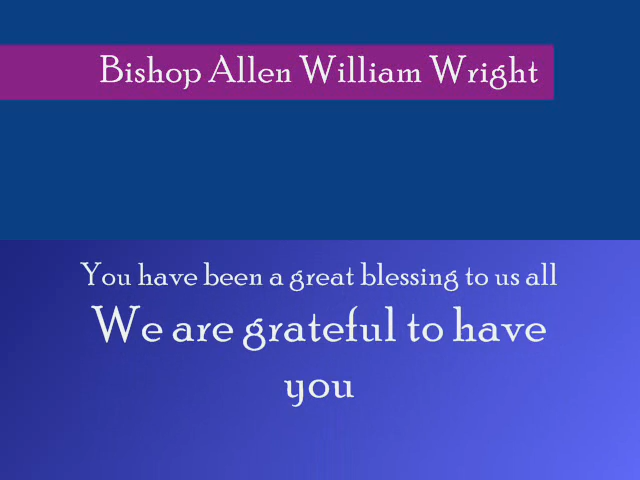 Bishop Allen William Wright
You have been a great blessing to us all
We are grateful to have
you